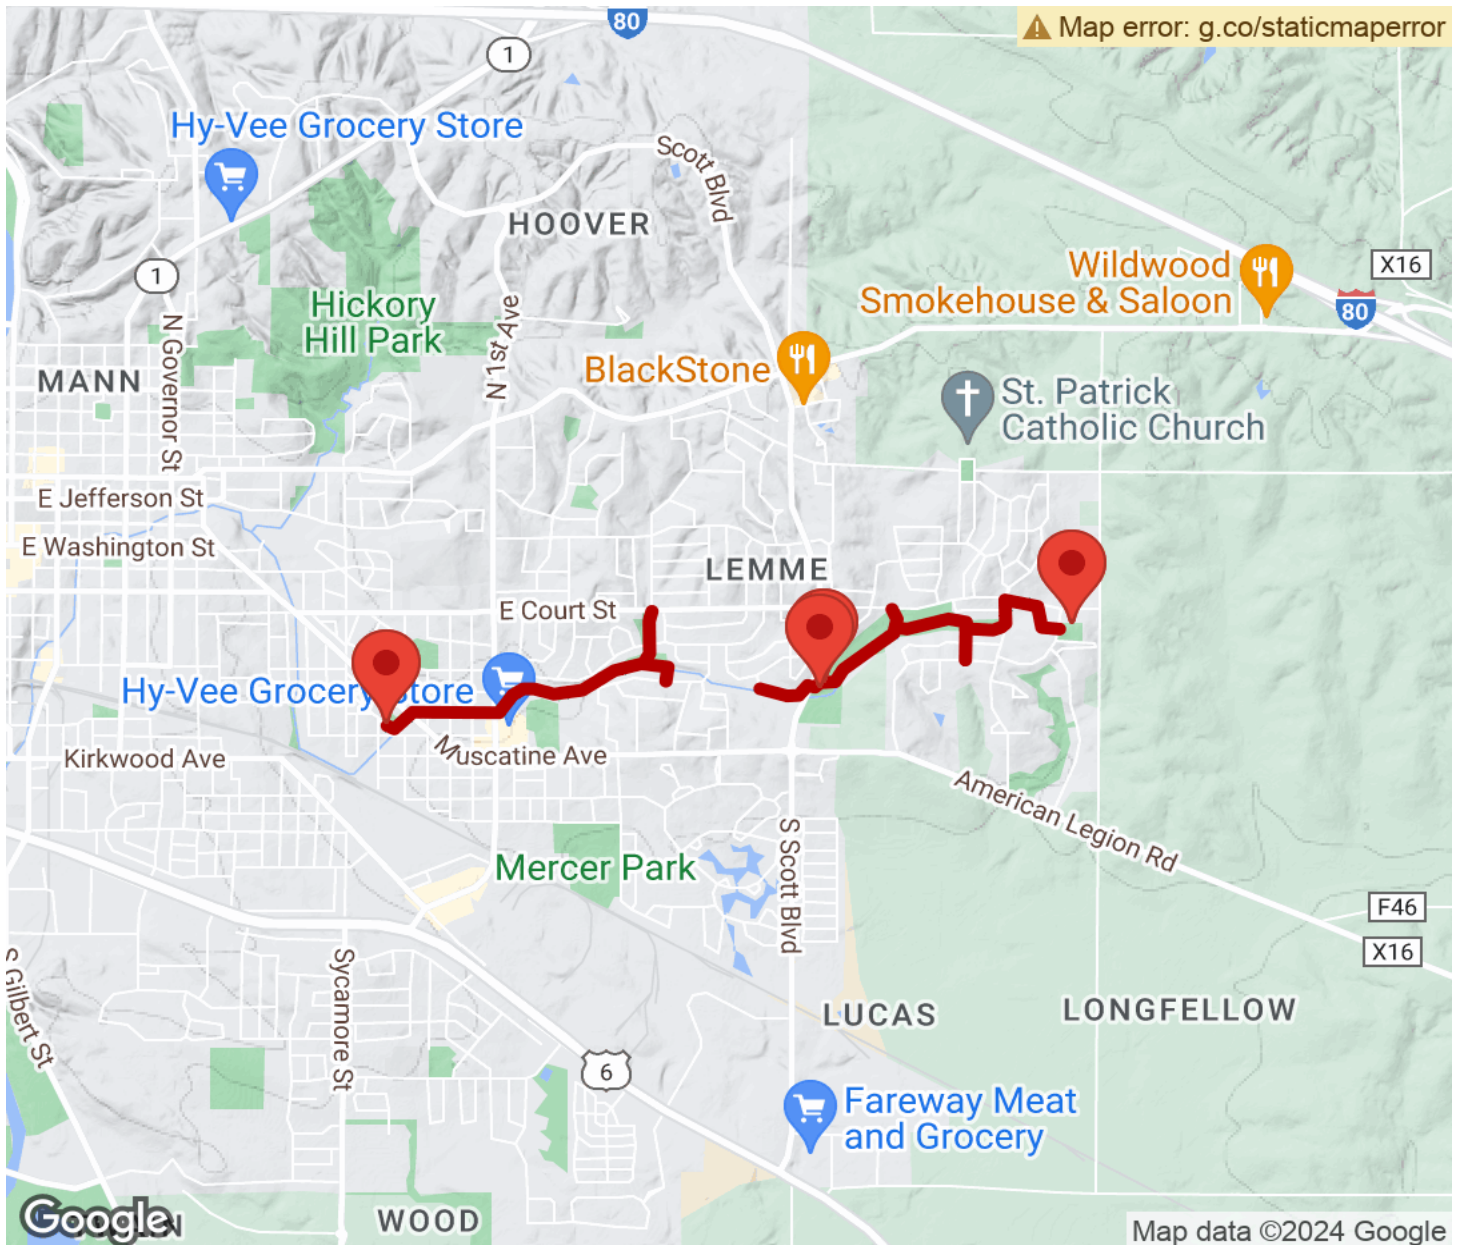 80
Map error: g.co/staticmaperror
1
Hy-Vee Grocery Store
Scott Blvd
HOOVER
Wildwood
Smokehouse & Saloon
X16
1
80
Hickory
Hill Park
N 1st Ave
N Governor St
BlackStone
MANN
St. Patrick
Catholic Church
E Jefferson St
E Washington St
LEMME
E Court St
Hy-Vee Grocery Store
Muscatine Ave
Kirkwood Ave
American Legion Rd
S Scott Blvd
Mercer Park
F46
X16
S Gilbert St
Sycamore St
LUCAS
LONGFELLOW
6
Fareway Meat
and Grocery
Google
WOOD
Map data ©2024 Google